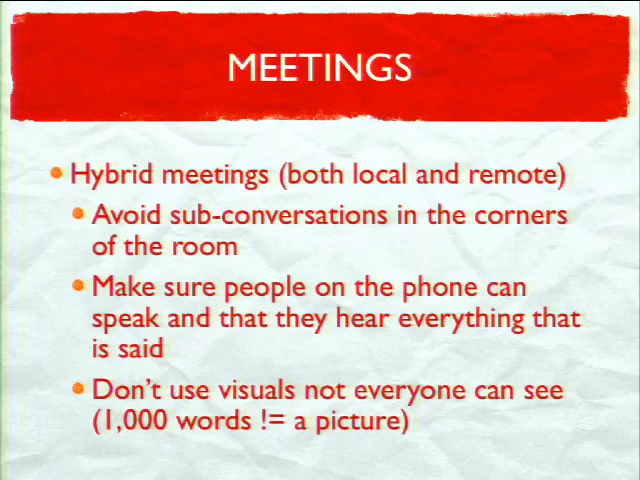 MEETINGS
Hybrid meetings (both local and remote)
Avoid sub-conversations in the corners
of the room
Make sure people on the phone can
speak and that they hear everything that
is said
Don't use visuals not everyone can see
(1,000 words != a picture)